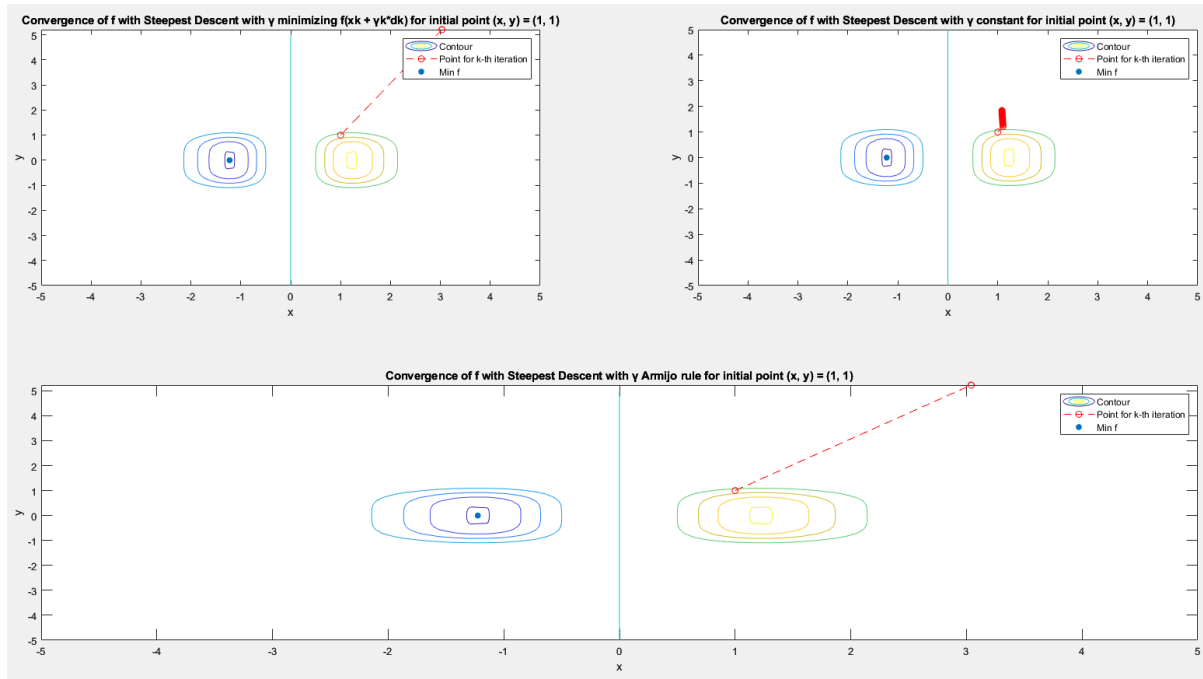 Convergence of f with Steepest Descent with γ minimizing f(xk + γk*dk) for initial point (x, y) = (1, 1)
5
4
3
2
1
0
-1
-2
-3
-4
-5
y
-5 -4 -3 -2 -1 0 1 2 3 4 5
x
Contour
Point for k-th iteration
Min f
Convergence of f with Steepest Descent with γ constant for initial point (x, y) = (1, 1)
5
4
3
2
1
0
-1
-2
-3
-4
-5
y
-5 -4 -3 -2 -1 0 1 2 3 4 5
x
Contour
Point for k-th iteration
Min f
Convergence of f with Steepest Descent with γ Armijo rule for initial point (x, y) = (1, 1)
5
4
3
2
1
0
-1
-2
-3
-4
-5
y
-5 -4 -3 -2 -1 0 1 2 3 4 5
x
Contour
Point for k-th iteration
Min f